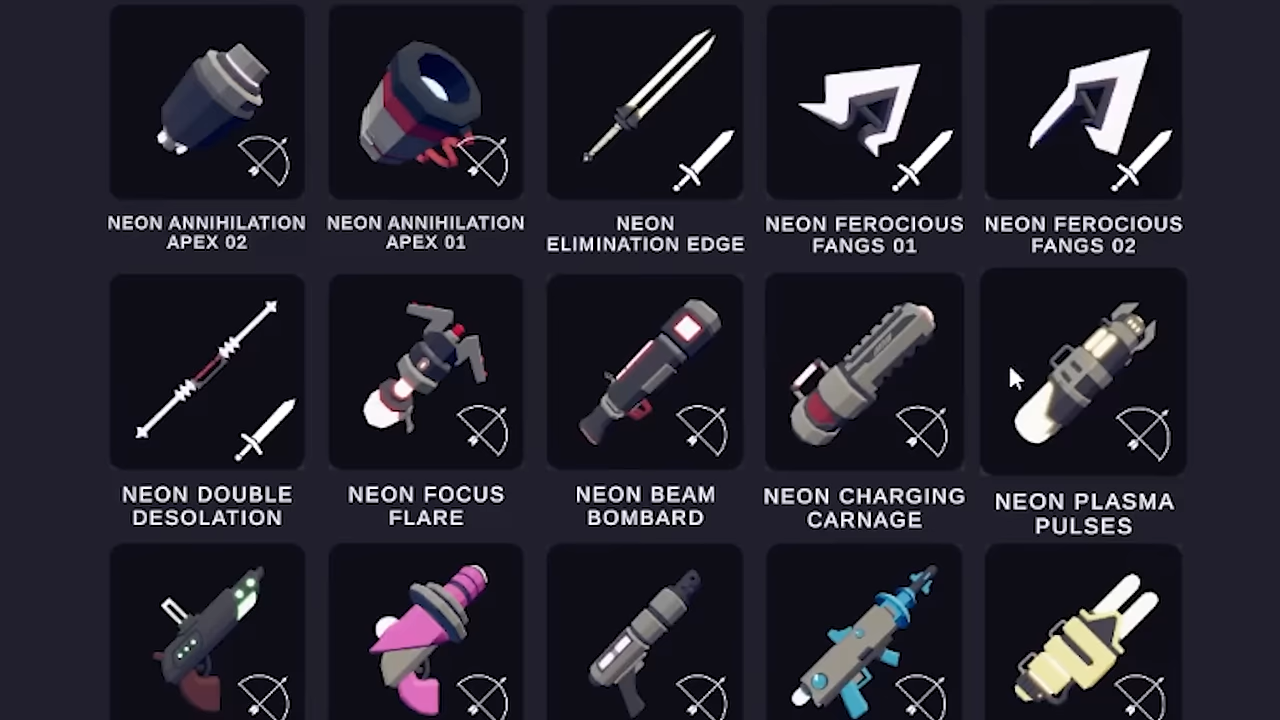 NEON ANNIHILATION
APEX 02
NEON ANNIHILATION
APEX 01
NEON
ELIMINATION EDGE
NEON FEROCIOUS
FANGS 01
NEON FEROCIOUS
FANGS 02
NEON DOUBLE
DESOLATION
NEON FOCUS
FLARE
NEON BEAM
BOMBARD
NEON CHARGING
CARNAGE
NEON PLASMA
PULSES